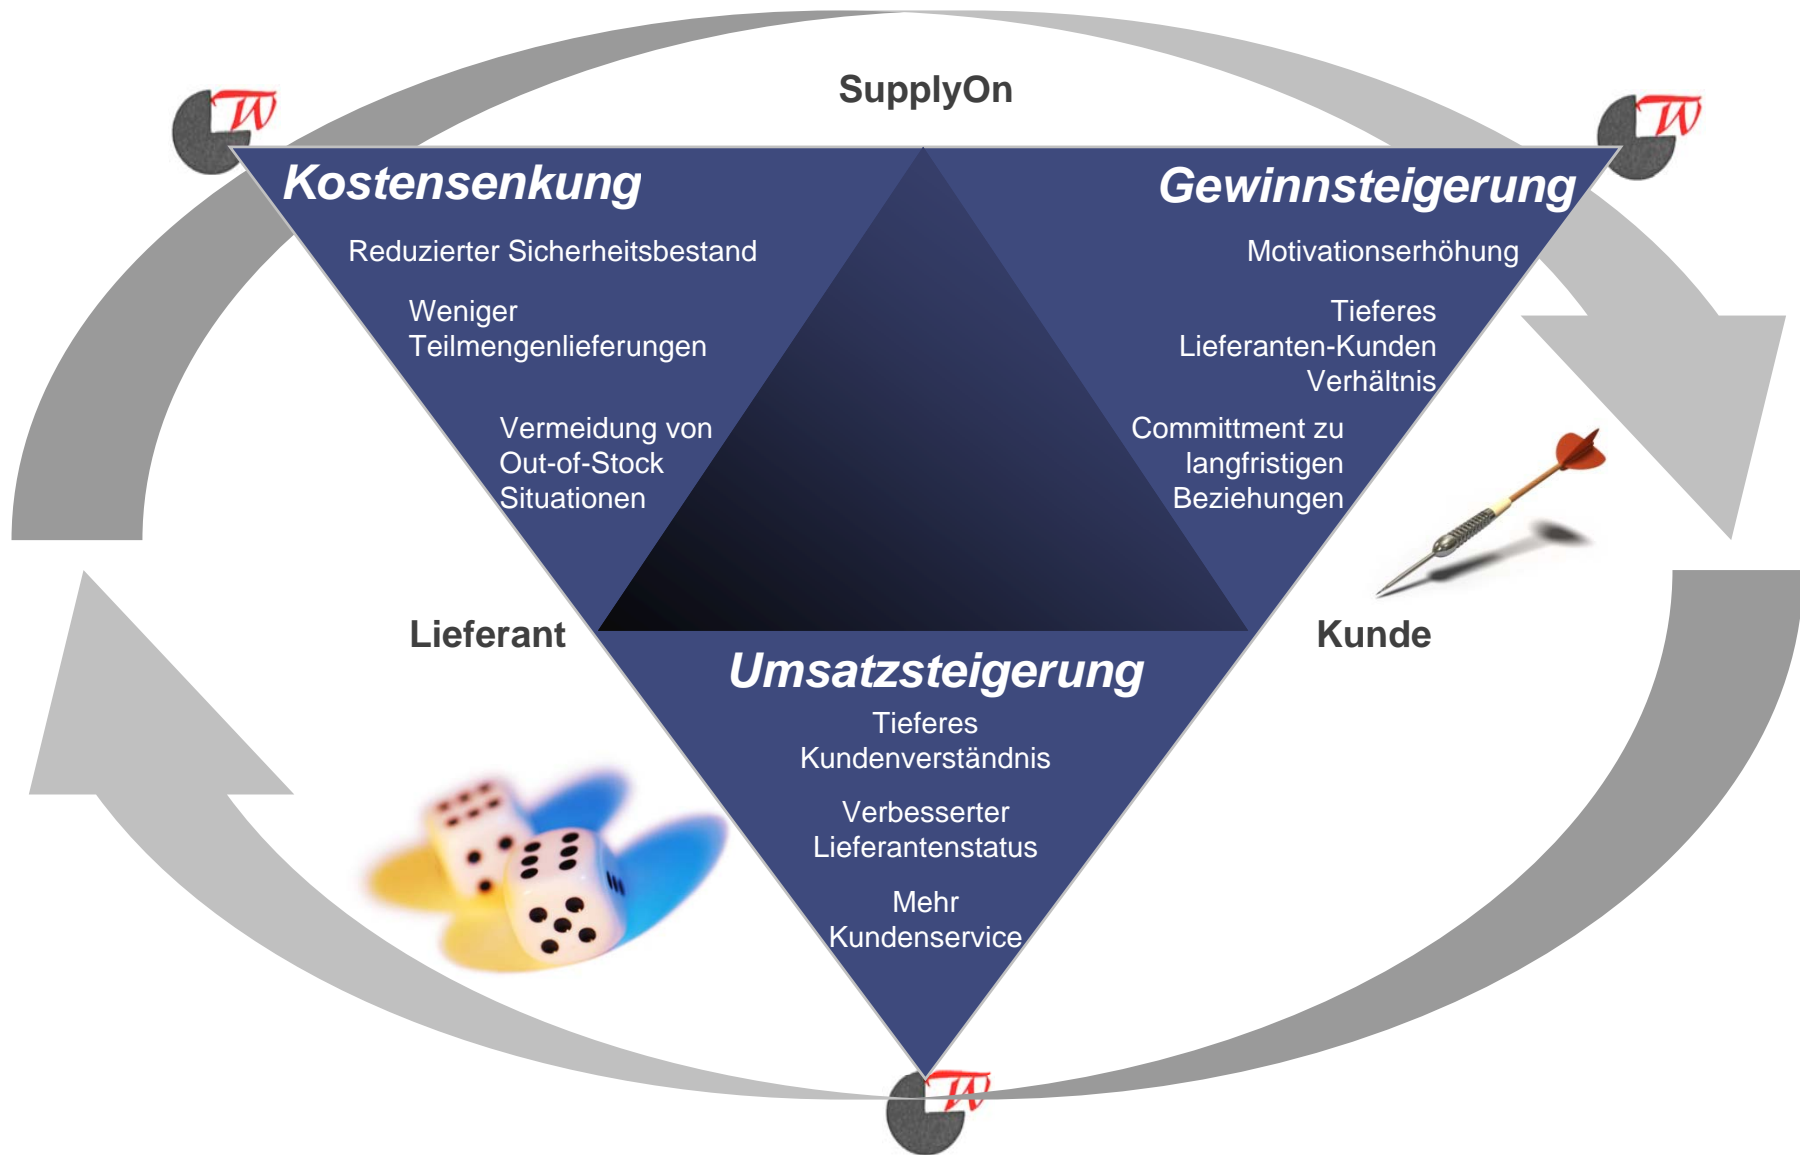 SupplyOn
W
W
Kostensenkung
Reduzierter Sicherheitsbestand
Weniger
Teilmengenlieferungen
Vermeidung von
Out-of-Stock
Situationen
Gewinnsteigerung
Motivationserhöhung
Tieferes
Lieferanten-Kunden
Verhältnis
Committment zu
langfristigen
Beziehungen
Lieferant
Kunde
Umsatzsteigerung
Tieferes
Kundenverständnis
Verbesserter
Lieferantenstatus
Mehr
Kundenservice
W